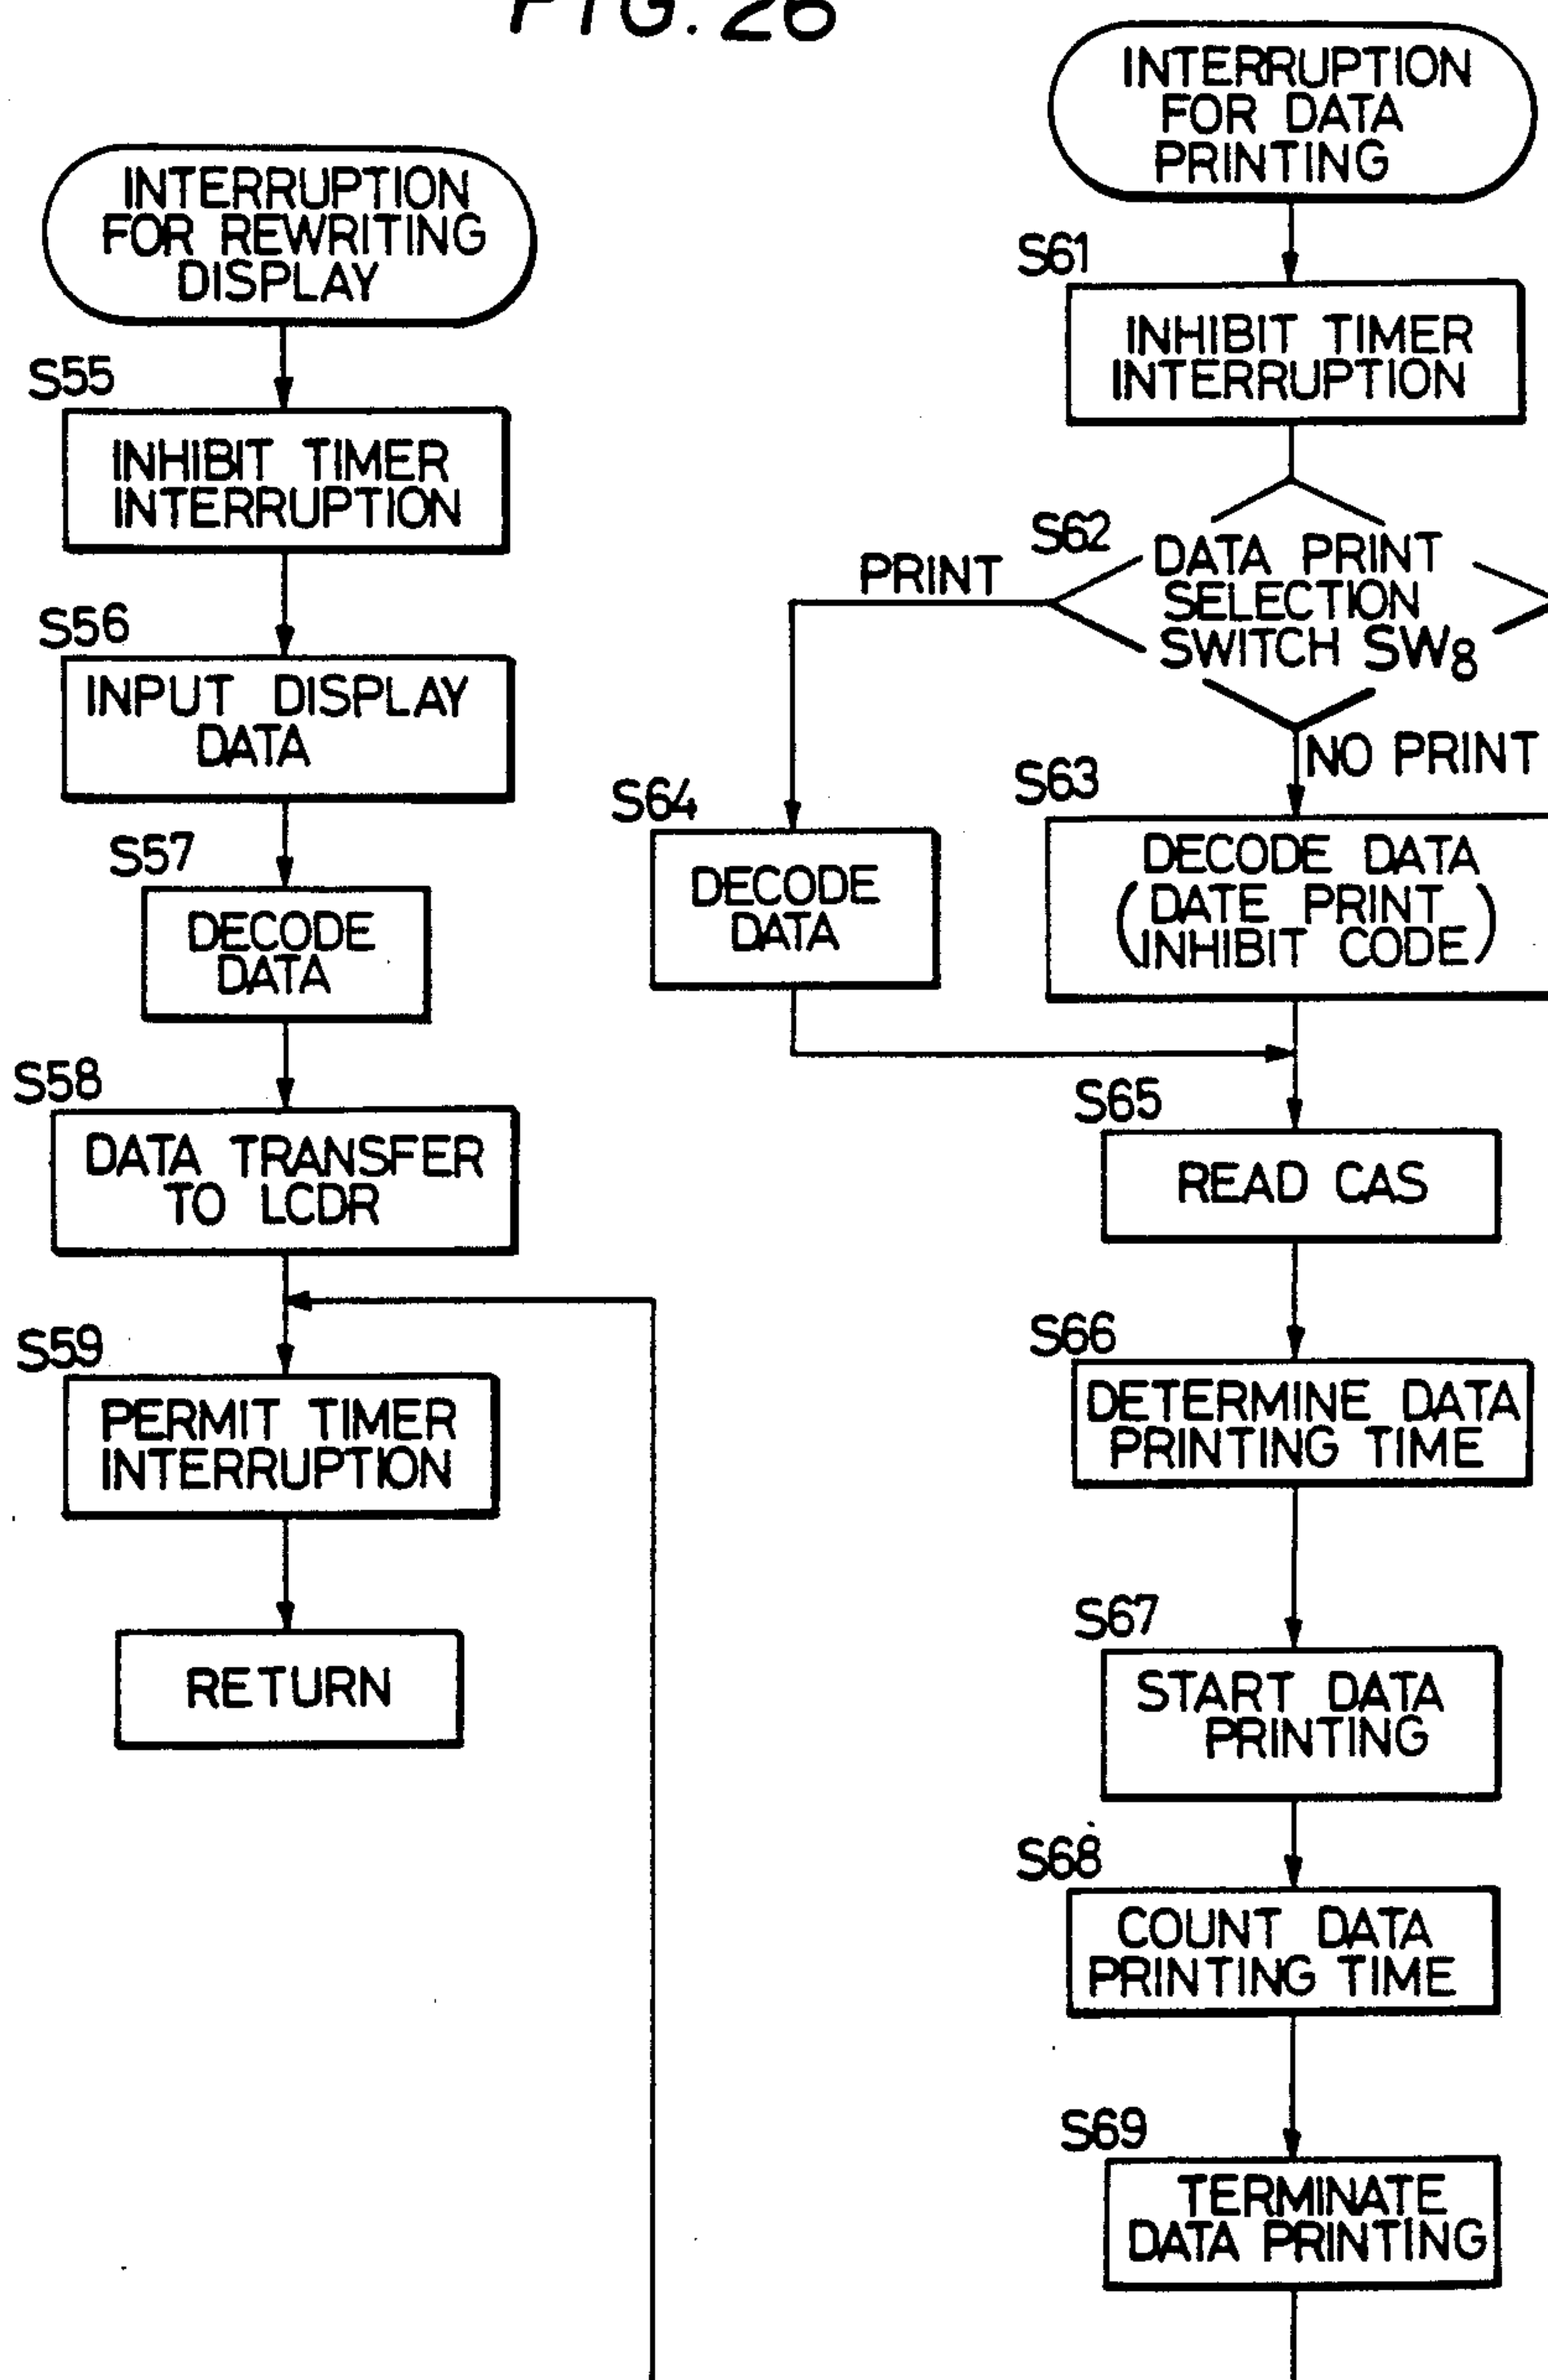 FIG. 26
INTERRUPTION
FOR REWRITING
DISPLAY
S55
INHIBIT TIMER
INTERRUPTION
S56
INPUT DISPLAY
DATA
S57
DECODE
DATA
S58
DATA TRANSFER
TO LCDR
S59
PERMIT TIMER
INTERRUPTION
RETURN
INTERRUPTION
FOR DATA
PRINTING
S61
INHIBIT TIMER
INTERRUPTION
S62
DATA PRINT
SELECTION
SWITCH SW8
PRINT
NO PRINT
S64
DECODE
DATA
S63
DECODE DATA
(DATE PRINT
INHIBIT CODE)
S65
READ CAS
S66
DETERMINE DATA
PRINTING TIME
S67
START DATA
PRINTING
S68
COUNT DATA
PRINTING TIME
S69
TERMINATE
DATA PRINTING